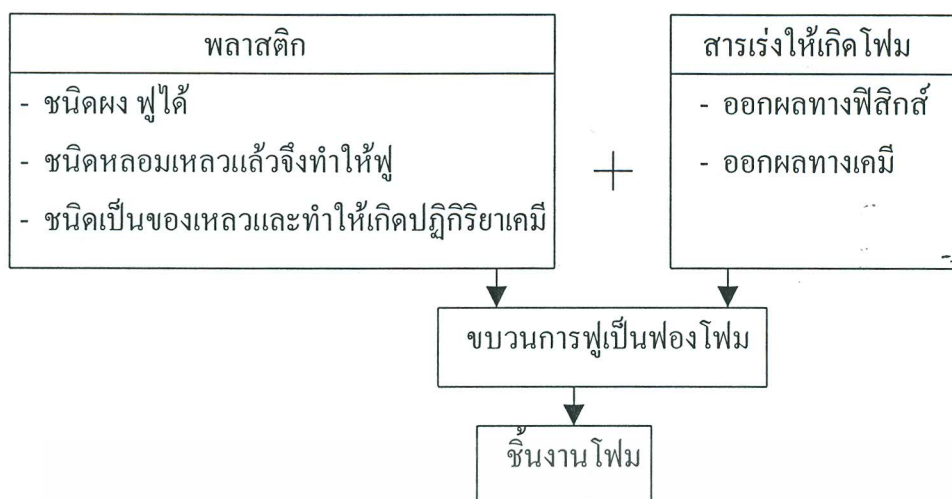 พลาสติก
- ชนิดผง ฟูได้
- ชนิดหลอมเหลวแล้วจึงทำให้ฟู
- ชนิดเป็นของเหลวและทำให้เกิดปฏิกิริยาเคมี
+
สารเร่งให้เกิดโฟม
- ออกผลทางฟิสิกส์
- ออกผลทางเคมี
ขบวนการฟูเป็นฟองโฟม
ชิ้นงานโฟม